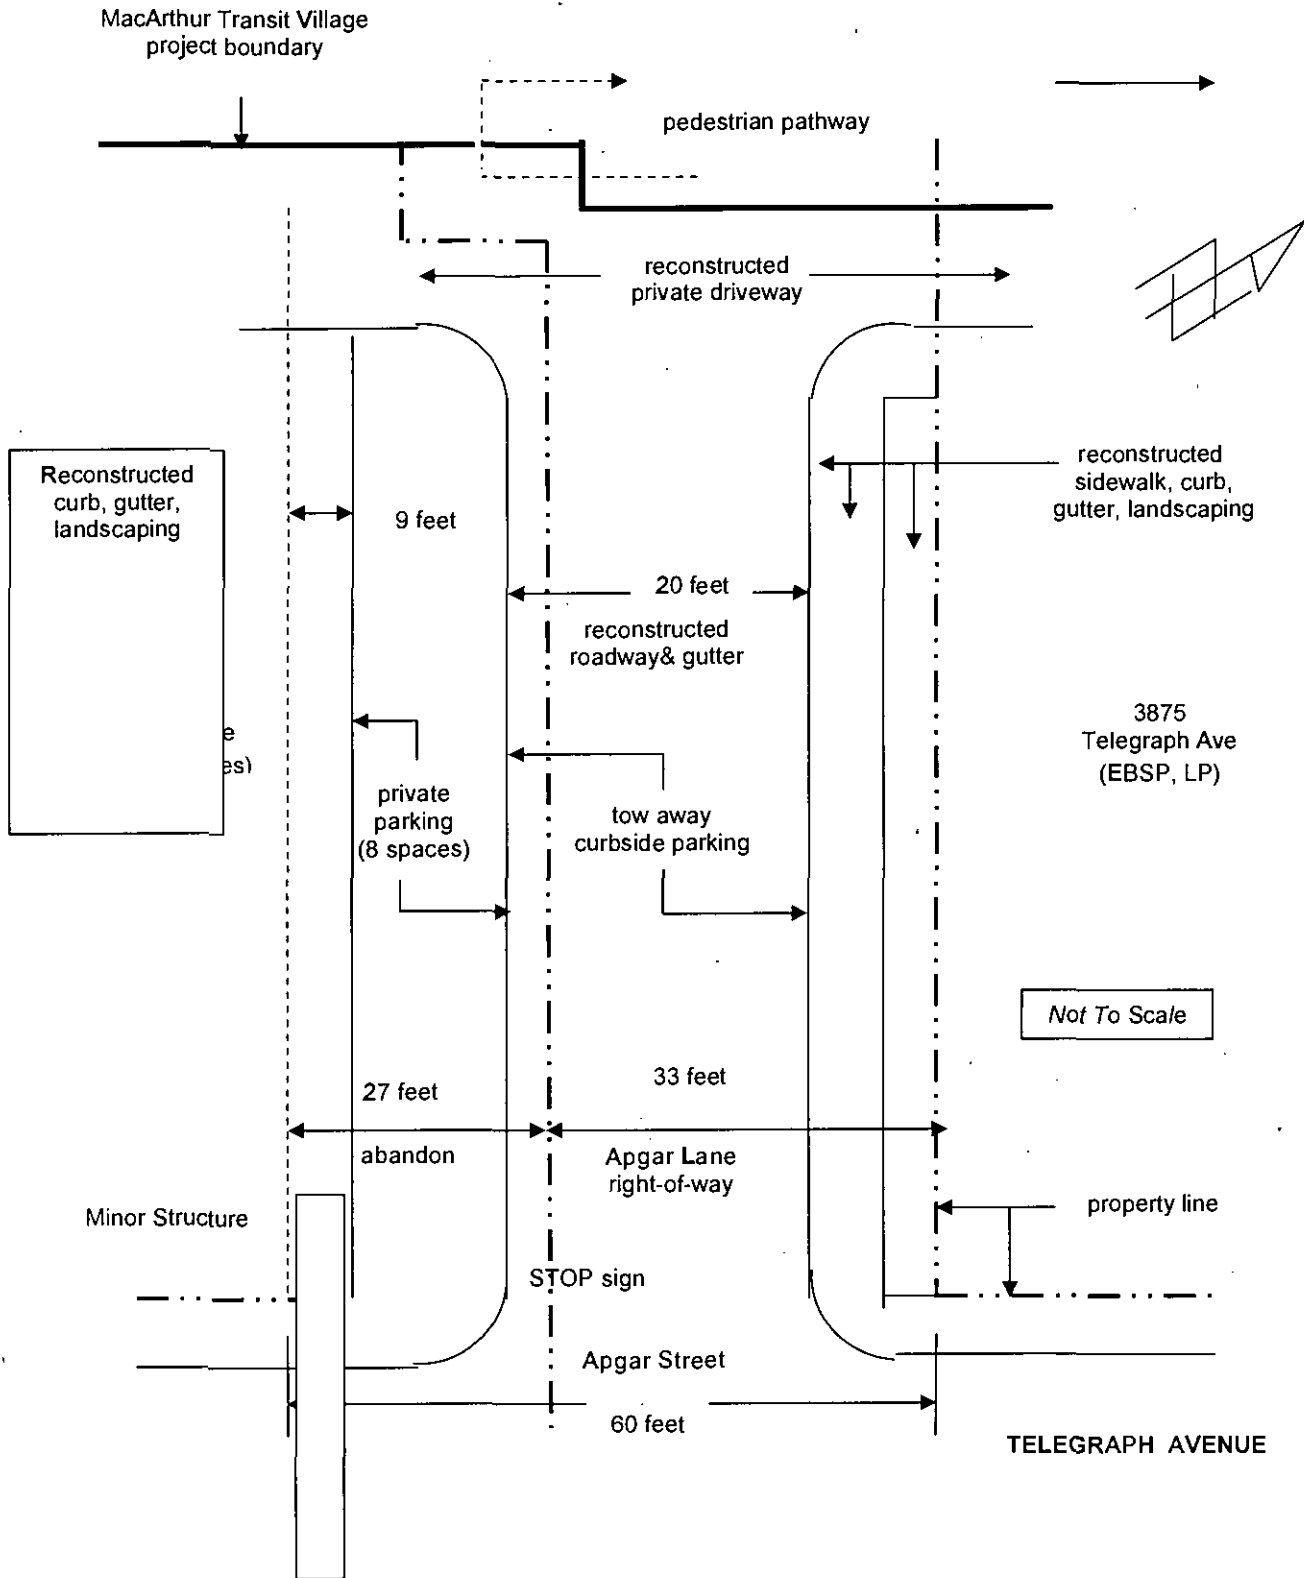 MacArthur Transit Village
project boundary
pedestrian pathway
reconstructed
private driveway
Reconstructed
curb, gutter,
landscaping
9 feet
reconstructed
sidewalk, curb,
gutter, landscaping
20 feet
reconstructed
roadway& gutter
e
es)
3875
Telegraph Ave
(EBSP, LP)
private
parking
(8 spaces)
tow away
curbside parking
Not To Scale
27 feet
33 feet
abandon
Apgar Lane
right-of-way
Minor Structure
property line
STOP sign
Apgar Street
60 feet
TELEGRAPH AVENUE